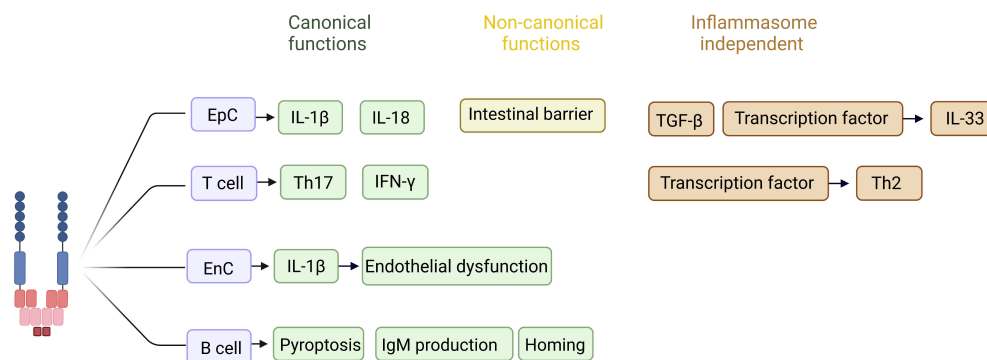 Canonical functions
Non-canonical functions
Inflammasome independent
EpC IL-1β IL-18 Intestinal barrier TGF-β Transcription factor IL-33
T cell Th17 IFN-γ Transcription factor Th2
EnC IL-1β Endothelial dysfunction
B cell Pyroptosis IgM production Homing